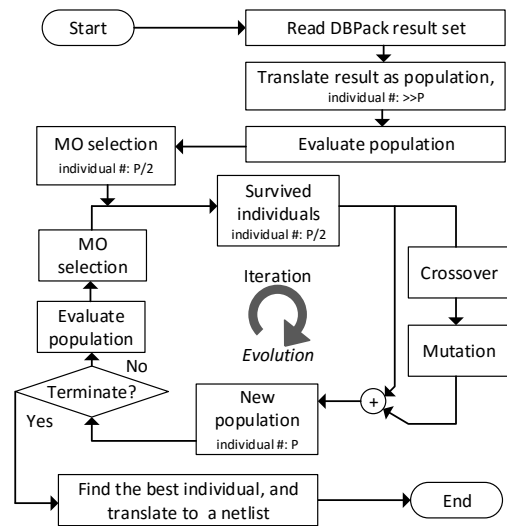 Start
Read DBPack result set
Translate result as population,
individual #: >>P
Evaluate population
MO selection
individual #: P/2
Survived
individuals
individual #: P/2
MO
selection
Evaluate
population
Iteration
Evolution
Crossover
Mutation
+
New
population
individual #: P
No
Terminate?
Yes
Find the best individual, and
translate to a netlist
End